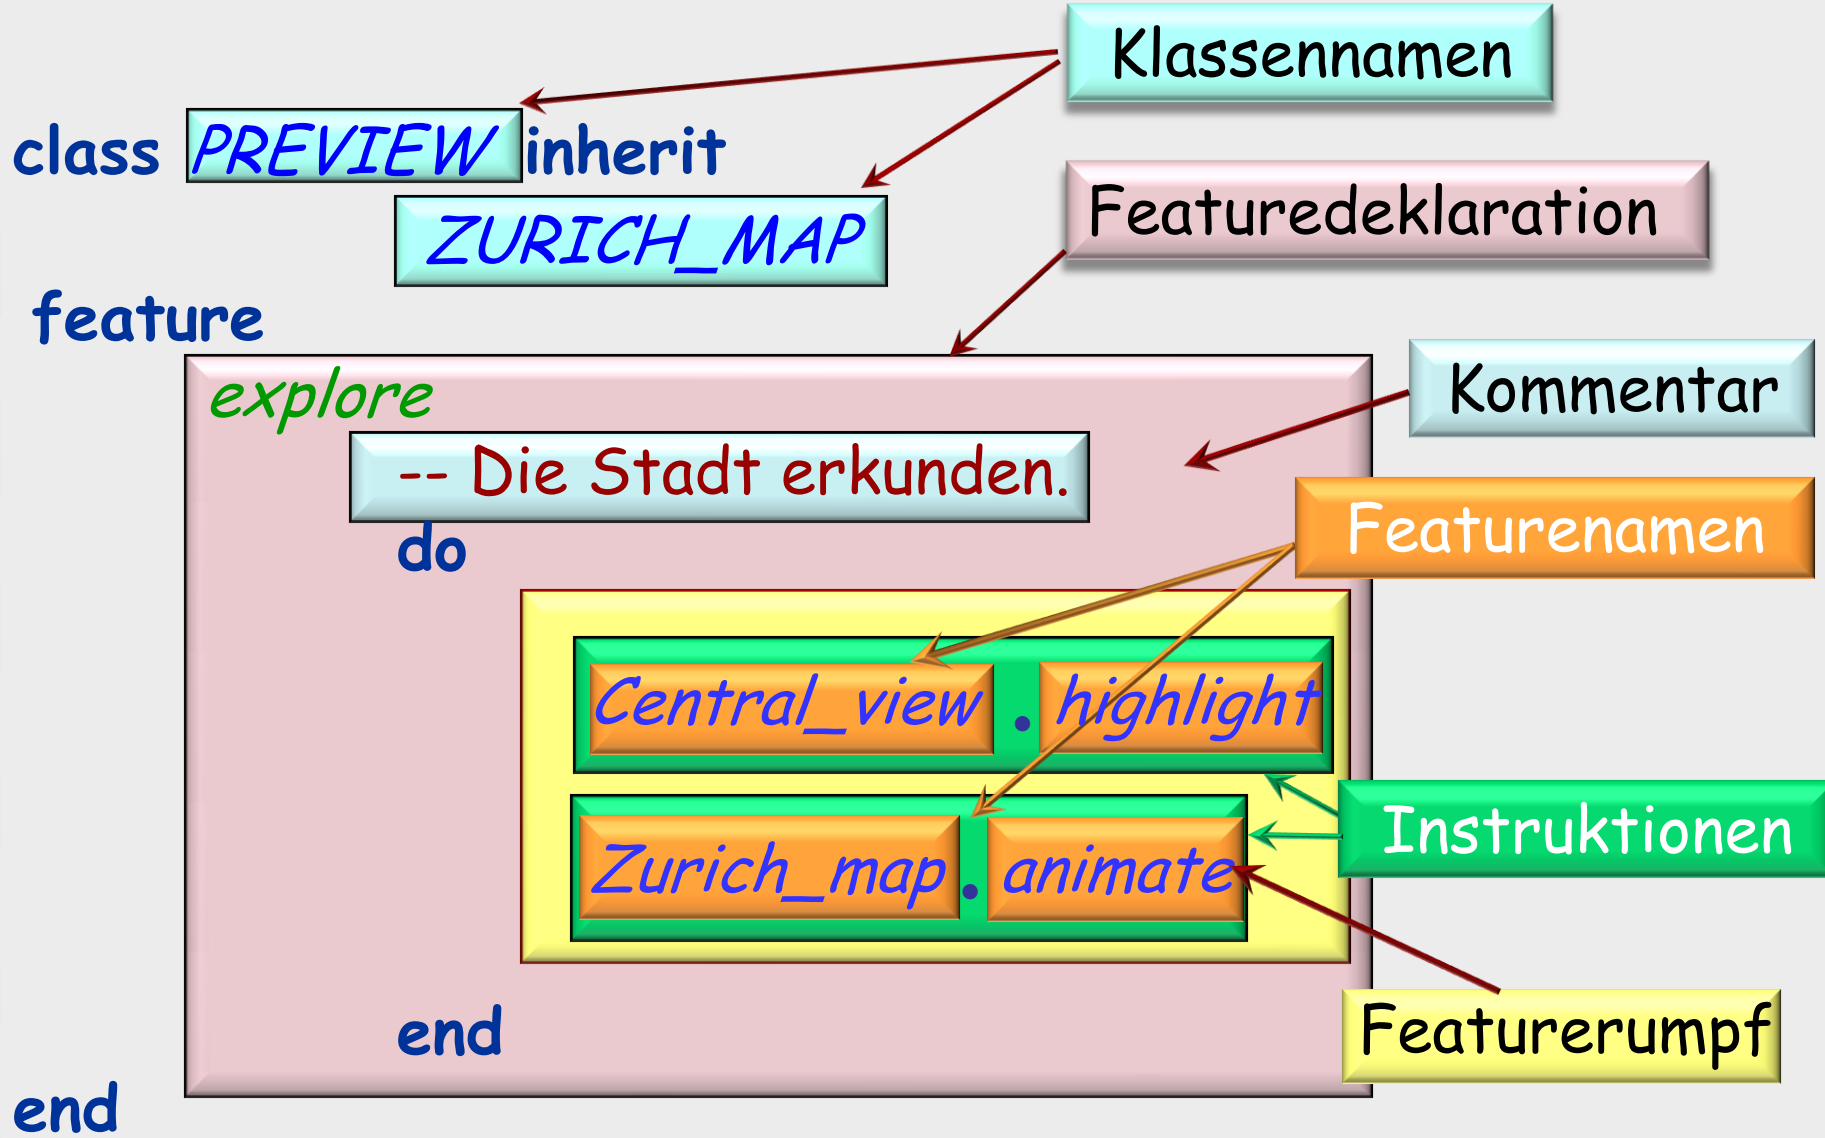 Klassennamen
class PREVIEW inherit
ZURICH_MAP
Featuredeklaration
feature
explore
Kommentar
-- Die Stadt erkunden.
Featurenamen
do
Central_view . highlight
Instruktionen
Zurich_map . animate
Featurerumpf
end
end